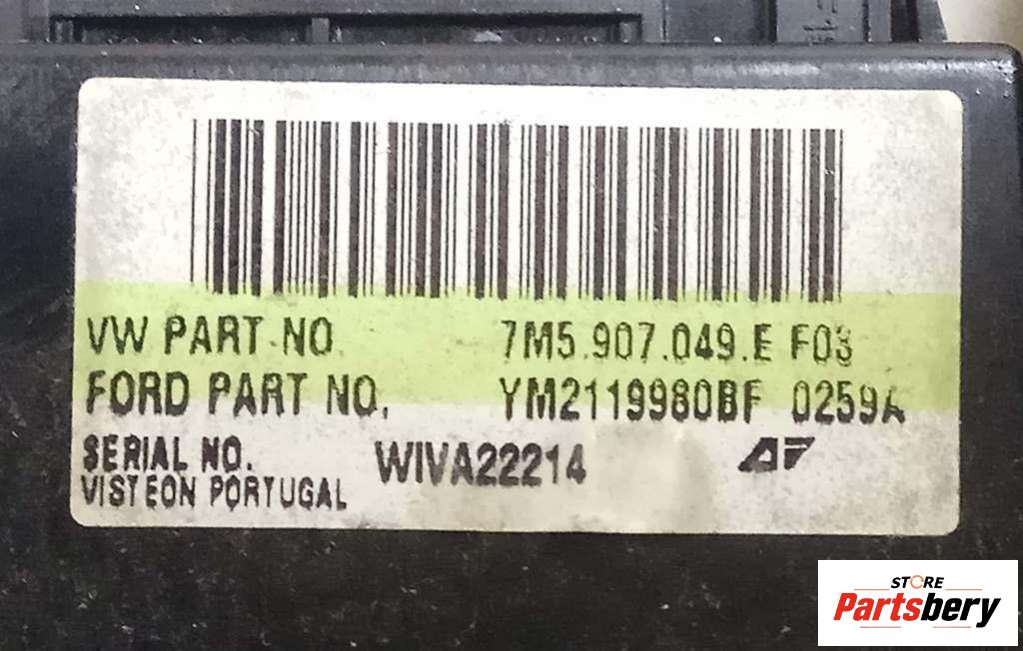 VW PART NO. 7M5.907.049.E F03
FORD PART NO. YM2119980BF 0259A
SERIAL NO. WIVA22214 AF
VISTEON PORTUGAL
STORE
Partsbery